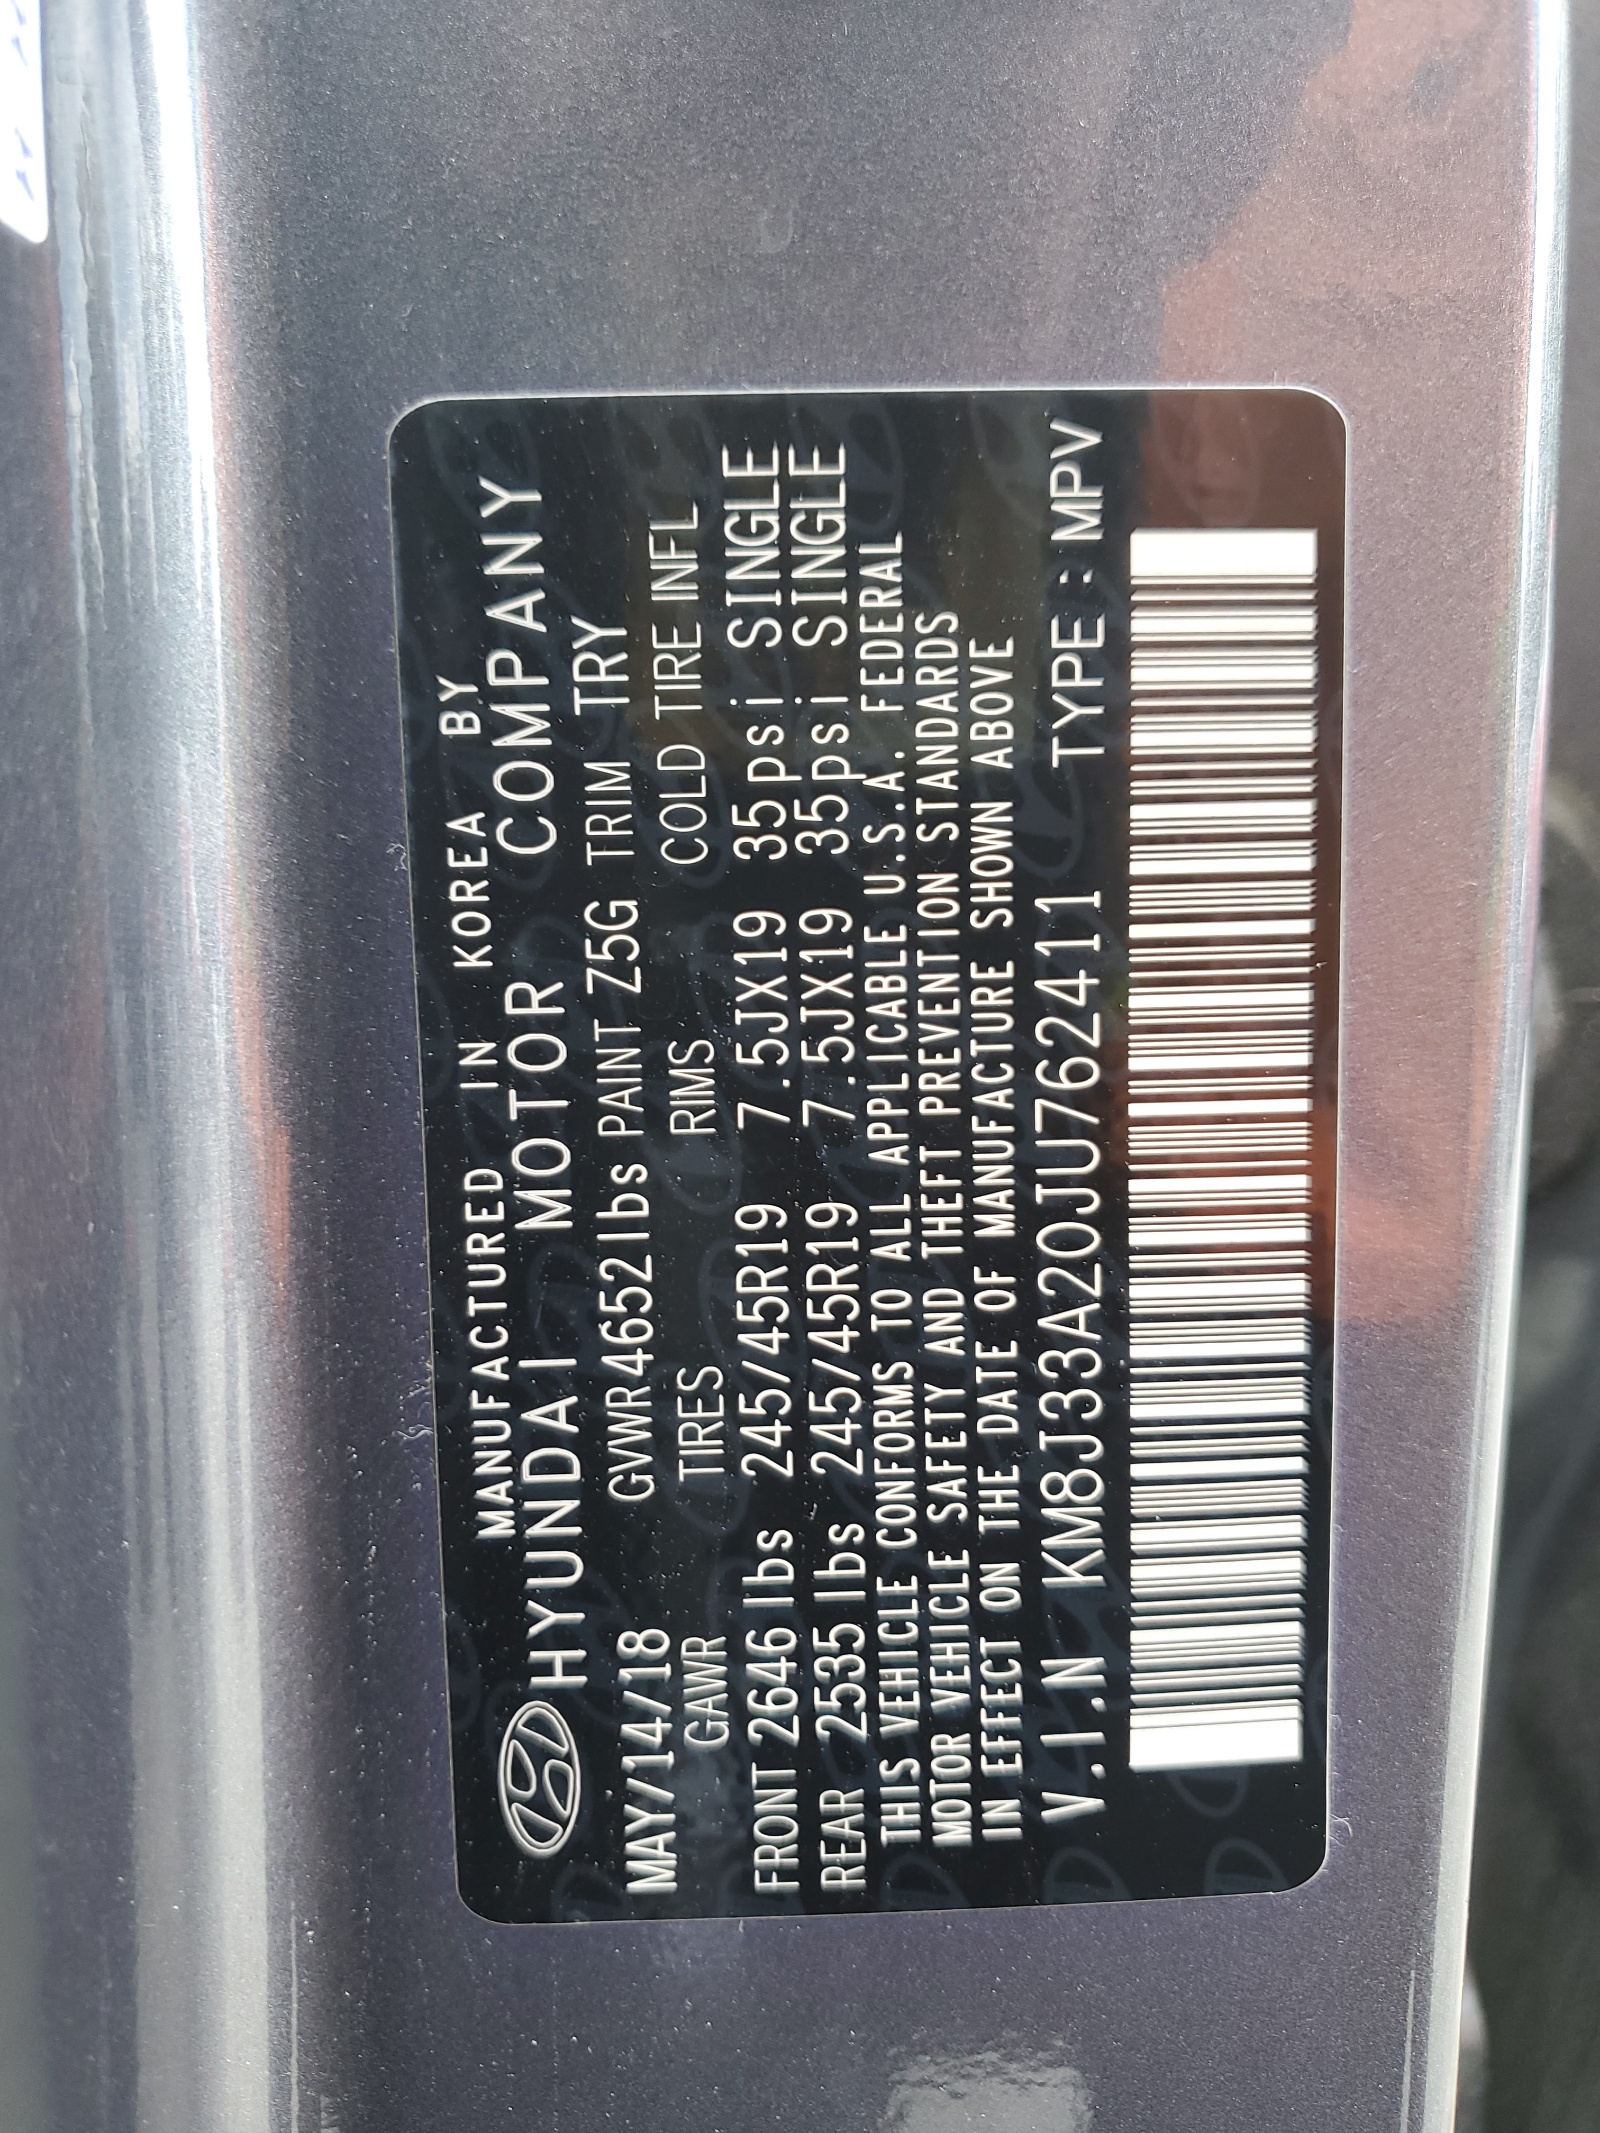 MANUFACTURED IN KOREA BY
HYUNDAI MOTOR COMPANY
MAY/14/18 GVWR 4652 lbs PAINT Z5G TRIM TRY
GAWR TIRES RIMS COLD TIRE INFL
FRONT 2646 lbs 245/45R19 7.5JX19 35psi SINGLE
REAR 2535 lbs 245/45R19 7.5JX19 35psi SINGLE
THIS VEHICLE CONFORMS TO ALL APPLICABLE U.S.A. FEDERAL
MOTOR VEHICLE SAFETY AND THEFT PREVENTION STANDARDS
IN EFFECT ON THE DATE OF MANUFACTURE SHOWN ABOVE
V.I.N KM8J33A20JU762411 TYPE : MPV